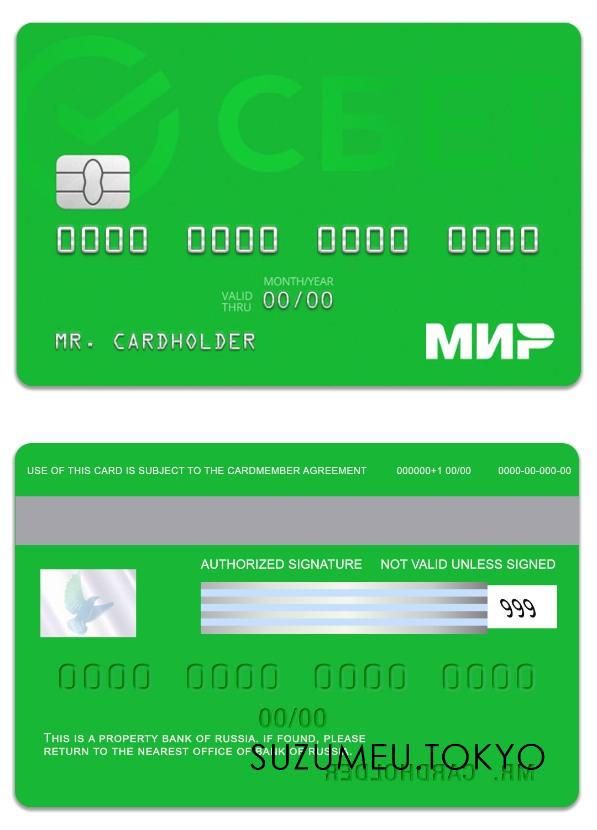 СБЕР
0000 0000 0000 0000
MONTH/YEAR
VALID THRU 00/00
MR. CARDHOLDER
МИР
USE OF THIS CARD IS SUBJECT TO THE CARDMEMBER AGREEMENT 000000+1 00/00 0000-00-000-00
AUTHORIZED SIGNATURE NOT VALID UNLESS SIGNED
999
0000 0000 0000 0000
00/00
THIS IS A PROPERTY BANK OF RUSSIA. IF FOUND, PLEASE
RETURN TO THE NEAREST OFFICE OF BANK OF RUSSIA.
SUZUMEU.TOKYO
MR. CARDHOLDER